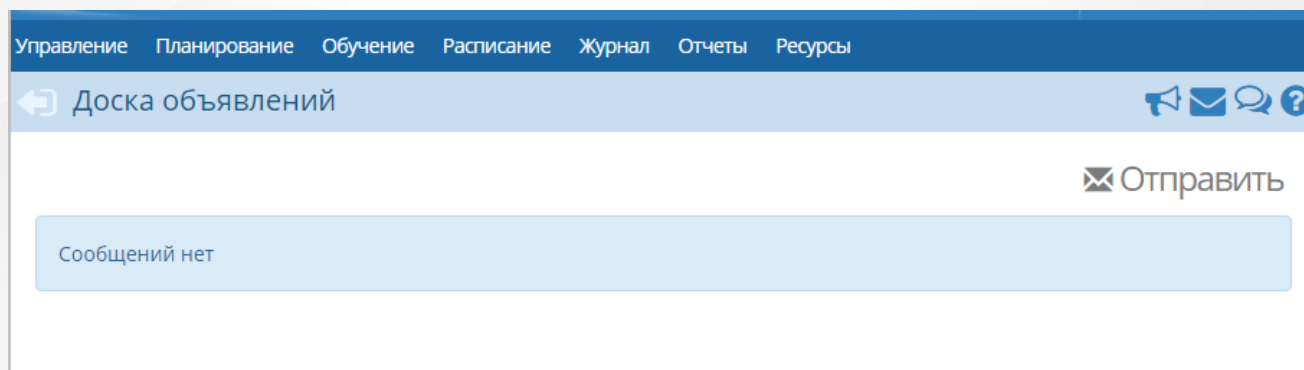 Управление Планирование Обучение Расписание Журнал Отчеты Ресурсы
Доска объявлений
Отправить
Сообщений нет